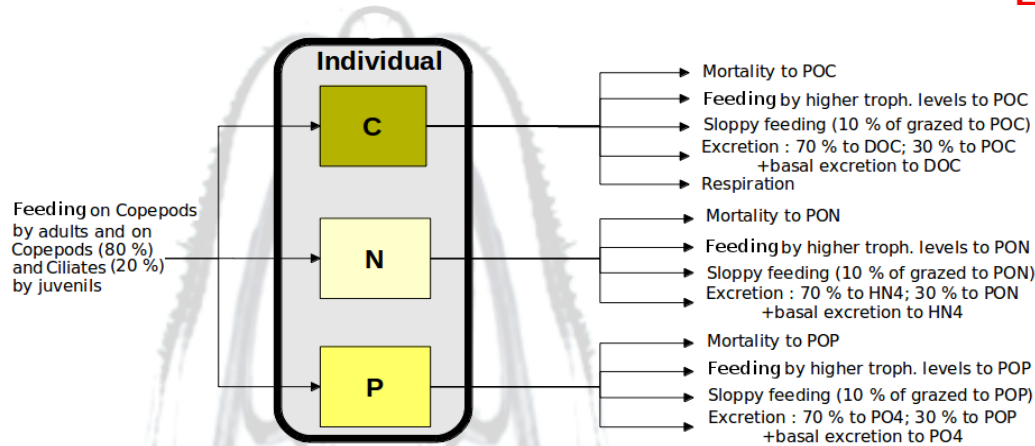 Individual
C
N
P
Feeding on Copepods
by adults and on
Copepods (80 %)
and Ciliates (20 %)
by juvenils
Mortality to POC
Feeding by higher troph. levels to POC
Sloppy feeding (10 % of grazed to POC)
Excretion : 70 % to DOC; 30 % to POC
+basal excretion to DOC
Respiration
Mortality to PON
Feeding by higher troph. levels to PON
Sloppy feeding (10 % of grazed to PON)
Excretion : 70 % to HN4; 30 % to PON
+basal excretion to HN4
Mortality to POP
Feeding by higher troph. levels to POP
Sloppy feeding (10 % of grazed to POP)
Excretion : 70 % to PO4; 30 % to POP
+basal excretion to PO4